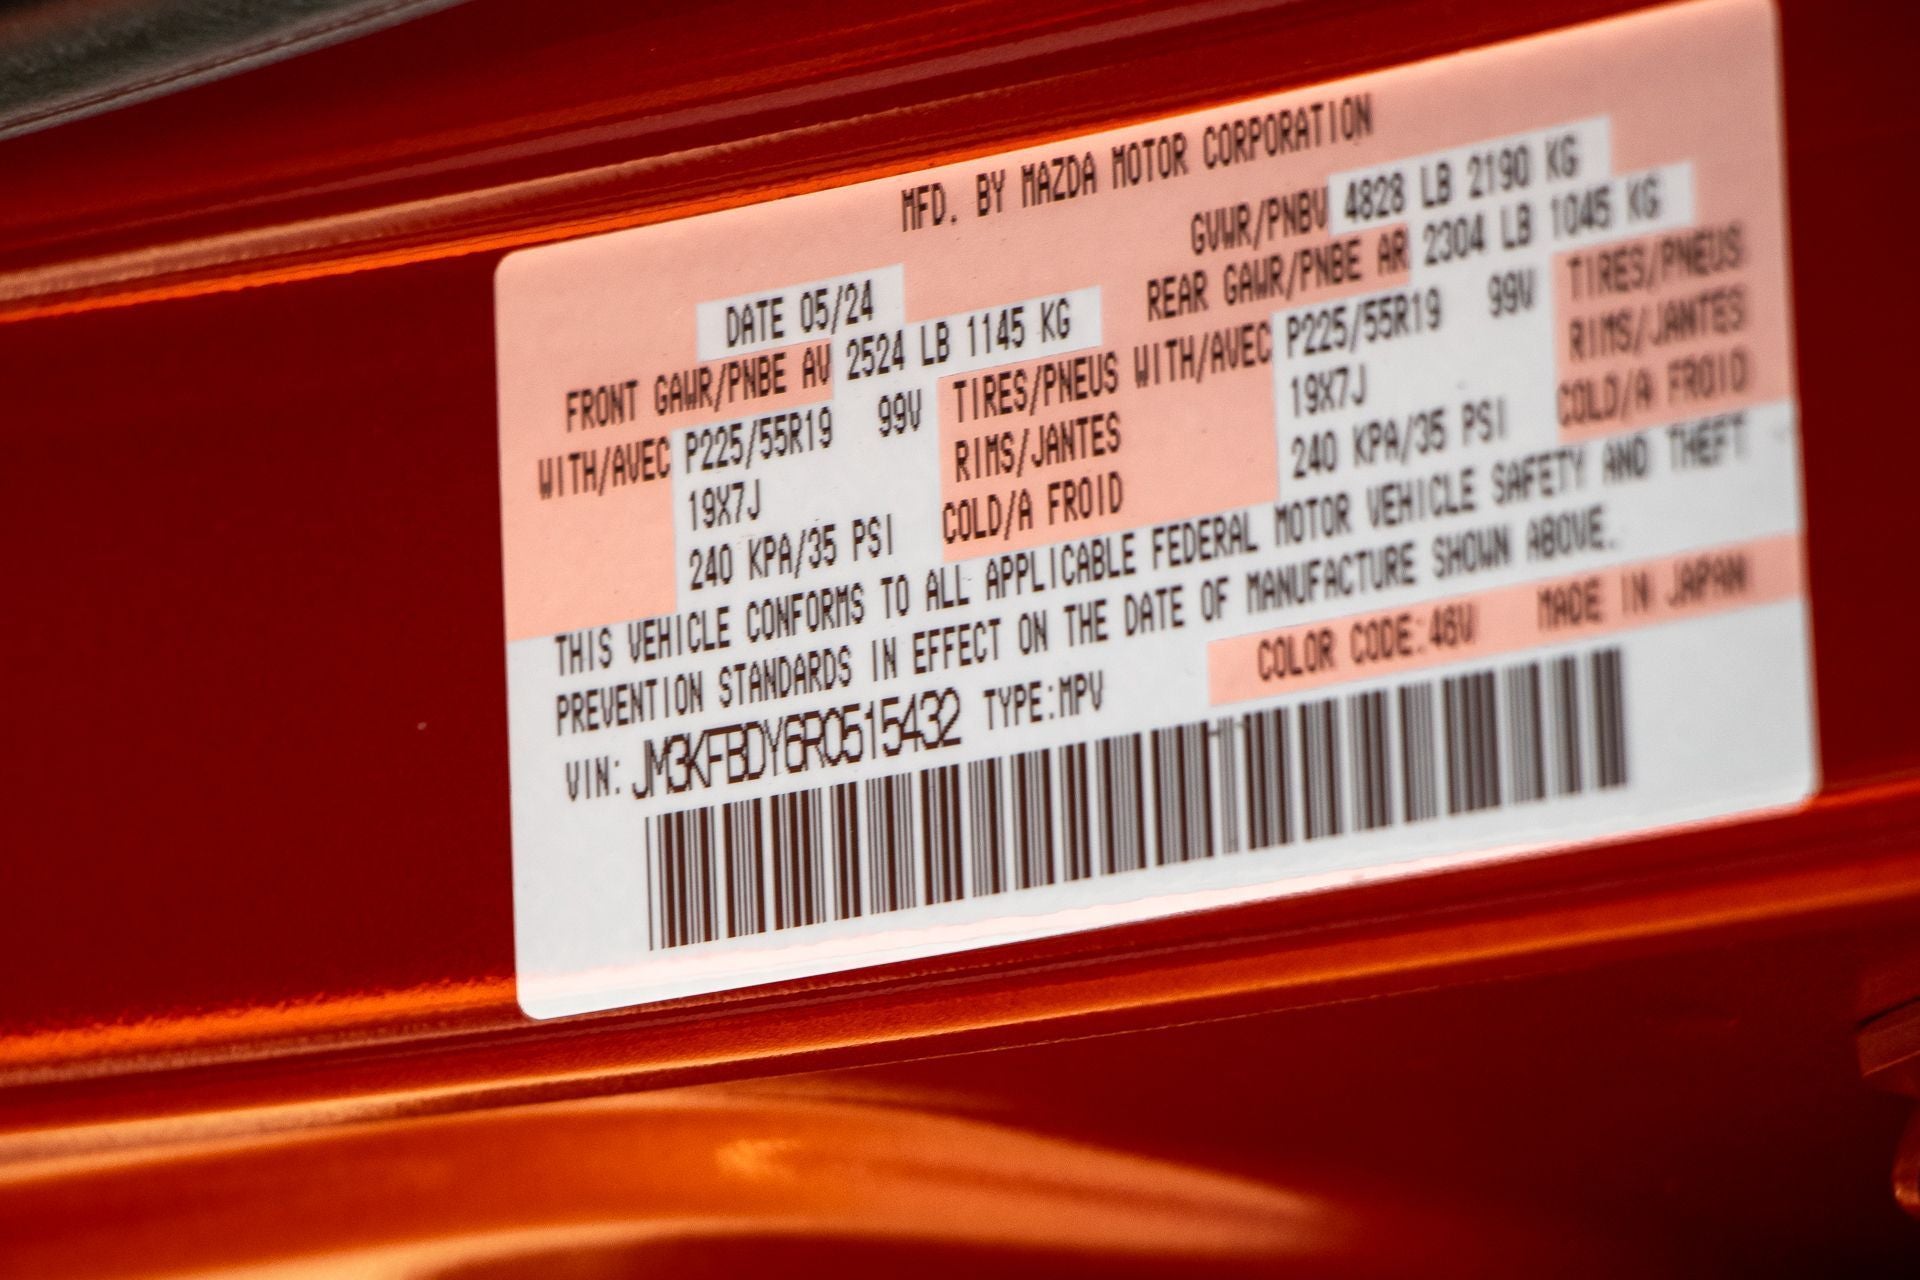 MFD. BY MAZDA MOTOR CORPORATION
DATE 05/24 GVWR/PNBV 4828 LB 2190 KG
FRONT GAWR/PNBE AV 2524 LB 1145 KG REAR GAWR/PNBE AR 2304 LB 1045 KG
WITH/AVEC P225/55R19 99V TIRES/PNEUS WITH/AVEC P225/55R19 99V TIRES/PNEUS
19X7J RIMS/JANTES 19X7J RIMS/JANTES
240 KPA/35 PSI COLD/A FROID 240 KPA/35 PSI COLD/A FROID
THIS VEHICLE CONFORMS TO ALL APPLICABLE FEDERAL MOTOR VEHICLE SAFETY AND THEFT
PREVENTION STANDARDS IN EFFECT ON THE DATE OF MANUFACTURE SHOWN ABOVE.
VIN: JM3KFBDY6R0515432 TYPE:MPV COLOR CODE:46V MADE IN JAPAN